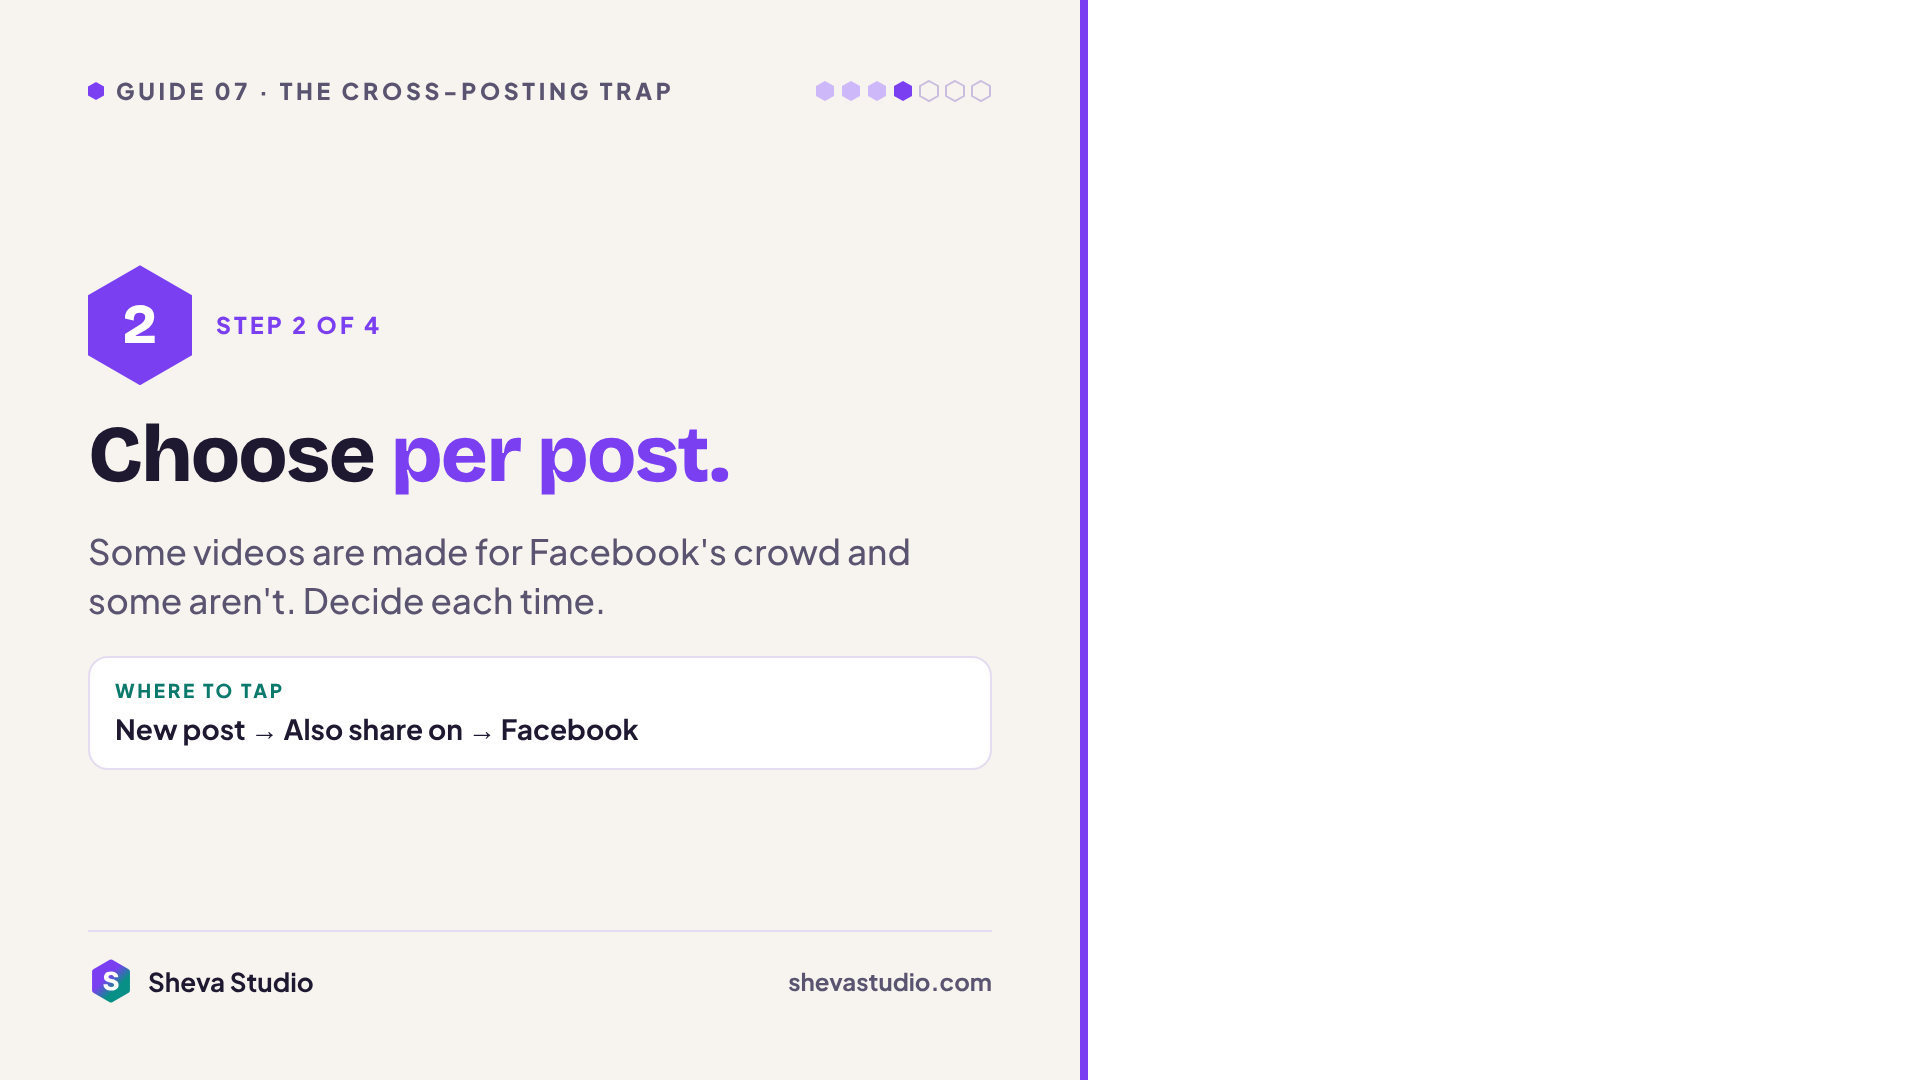 GUIDE 07 · THE CROSS-POSTING TRAP
2
STEP 2 OF 4
Choose per post.
Some videos are made for Facebook's crowd and
some aren't. Decide each time.
WHERE TO TAP
New post → Also share on → Facebook
S
Sheva Studio
shevastudio.com